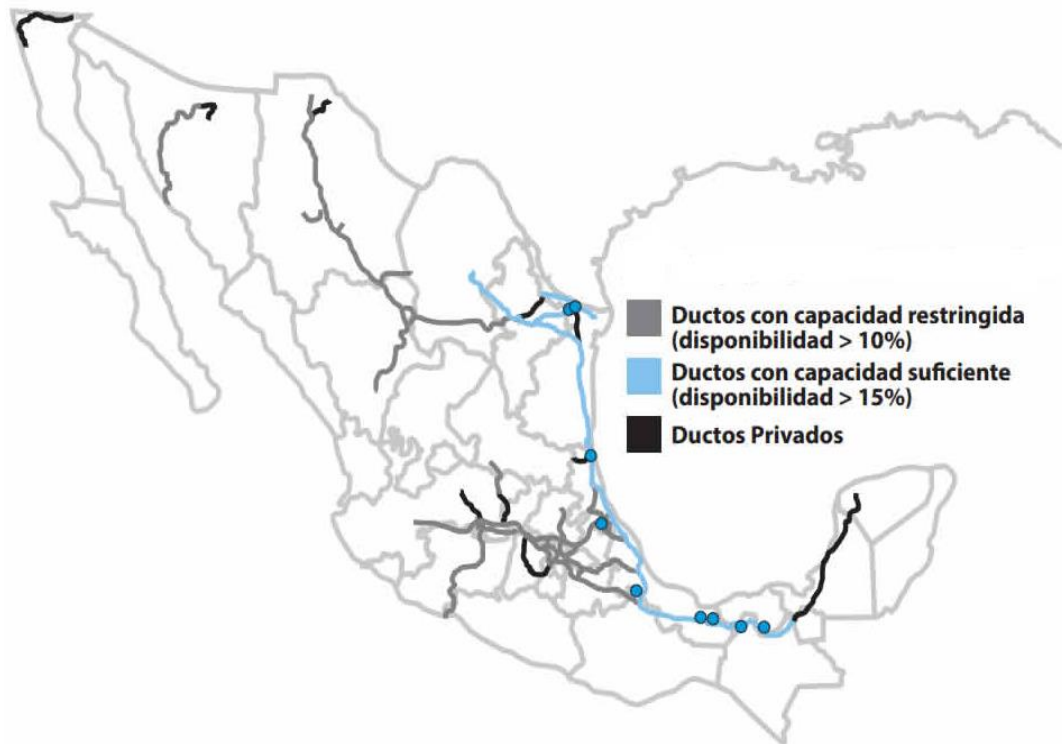 Ductos con capacidad restringida
(disponibilidad > 10%)
Ductos con capacidad suficiente
(disponibilidad > 15%)
Ductos Privados